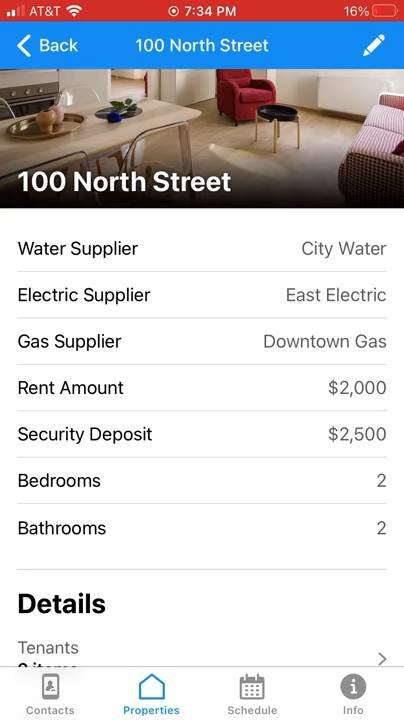 AT&T 7:34 PM 16%
Back 100 North Street
100 North Street
Water Supplier City Water
Electric Supplier East Electric
Gas Supplier Downtown Gas
Rent Amount $2,000
Security Deposit $2,500
Bedrooms 2
Bathrooms 2
Details
Tenants
Contacts Properties Schedule Info